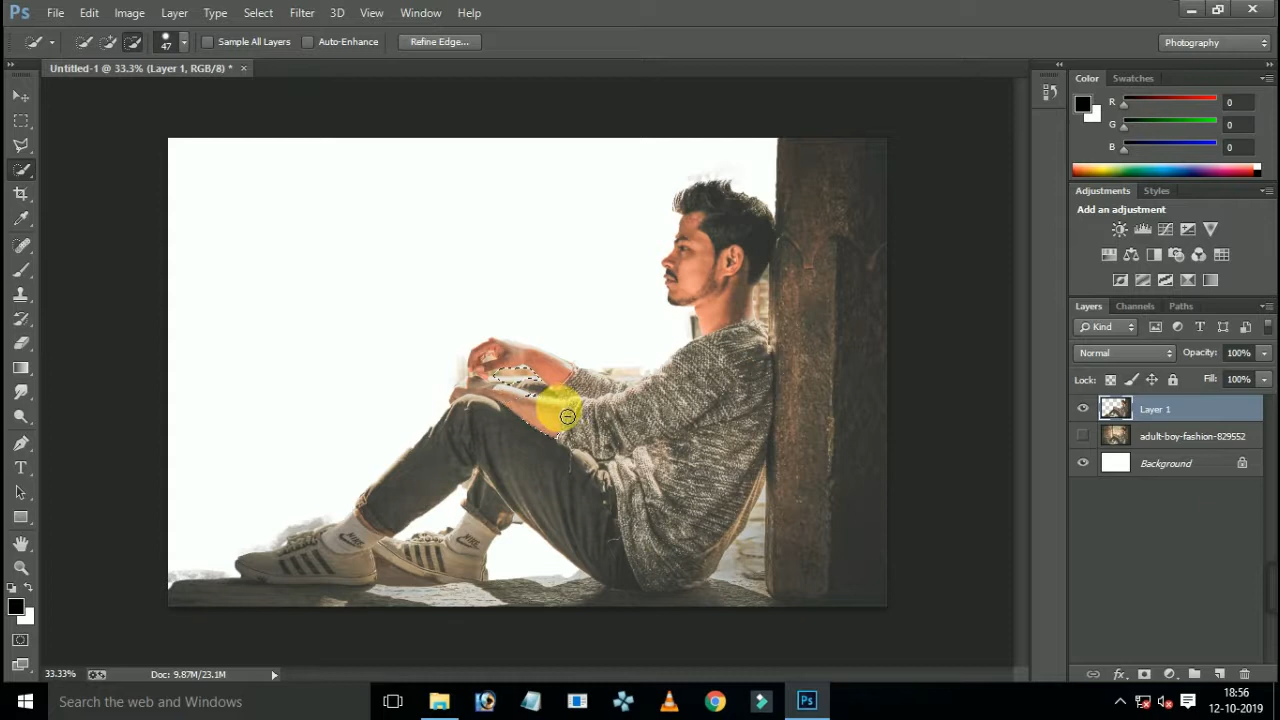 Ps File Edit Image Layer Type Select Filter 3D View Window Help
47 Sample All Layers Auto-Enhance Refine Edge... Photography
Untitled-1 @ 33.3% (Layer 1, RGB/8) * ×
Color Swatches
R 0
G 0
B 0
Adjustments Styles
Add an adjustment
Layers Channels Paths
Kind
Normal Opacity: 100%
Lock: Fill: 100%
Layer 1
adult-boy-fashion-829552
Background
33.33% Doc: 9.87M/23.1M
Search the web and Windows
Ps
18:56
12-10-2019